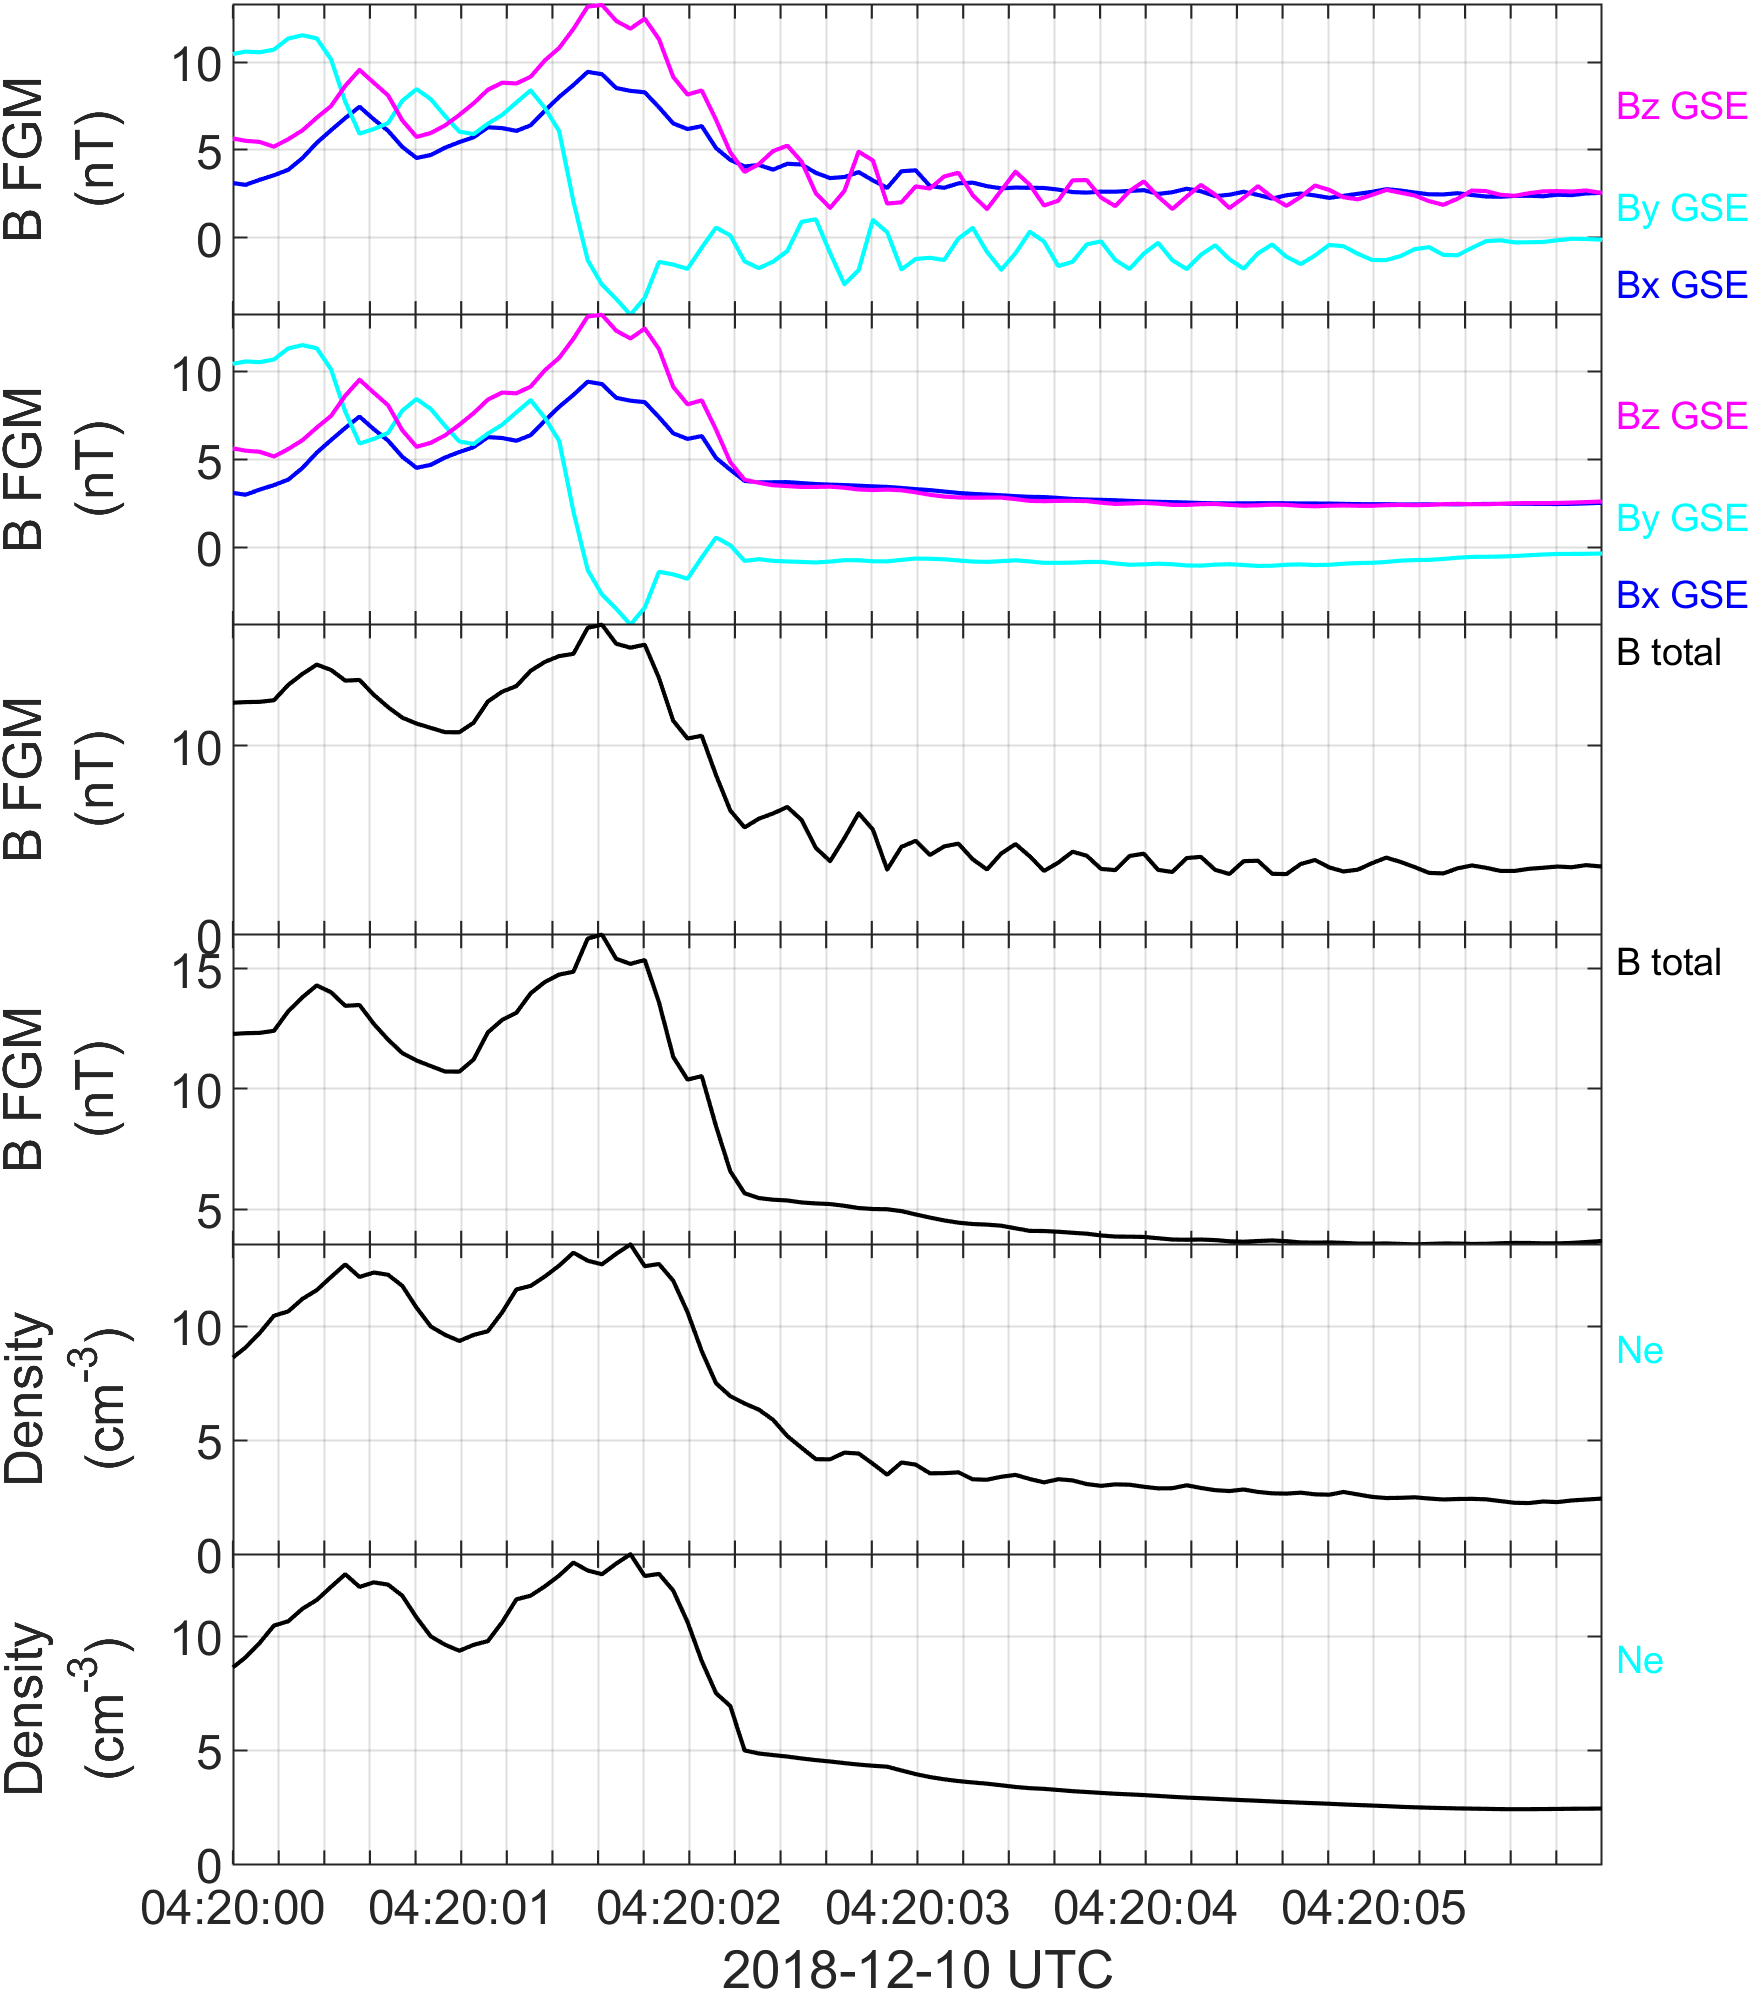 B FGM
(nT)
10
5
0
Bz GSE
By GSE
Bx GSE
B FGM
(nT)
10
5
0
Bz GSE
By GSE
Bx GSE
B FGM
(nT)
10
0
B total
B FGM
(nT)
15
10
5
B total
Density
(cm-3)
10
5
0
Ne
Density
(cm-3)
10
5
0
Ne
04:20:00 04:20:01 04:20:02 04:20:03 04:20:04 04:20:05
2018-12-10 UTC